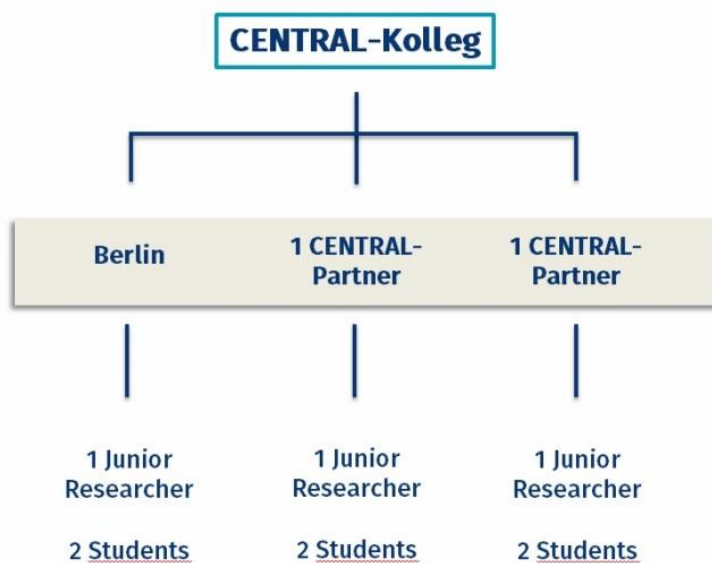 CENTRAL-Kolleg
Berlin
1 CENTRAL-
Partner
1 CENTRAL-
Partner
1 Junior
Researcher
2 Students
1 Junior
Researcher
2 Students
1 Junior
Researcher
2 Students